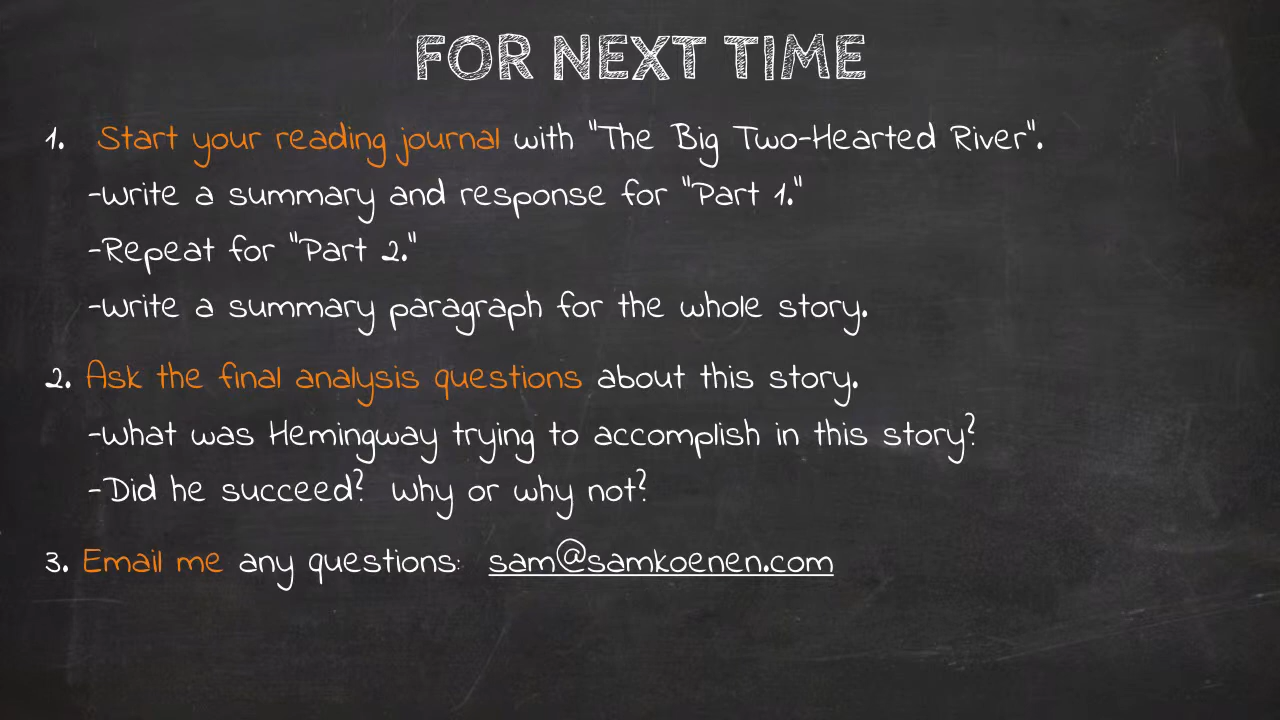 FOR NEXT TIME
1. Start your reading journal with "The Big Two-Hearted River".
-write a summary and response for "Part 1."
-Repeat for "Part 2."
-write a summary paragraph for the whole story.
2. Ask the final analysis questions about this story.
-what was Hemingway trying to accomplish in this story?
-Did he succeed? why or why not?
3. Email me any questions: sam@samkoenen.com